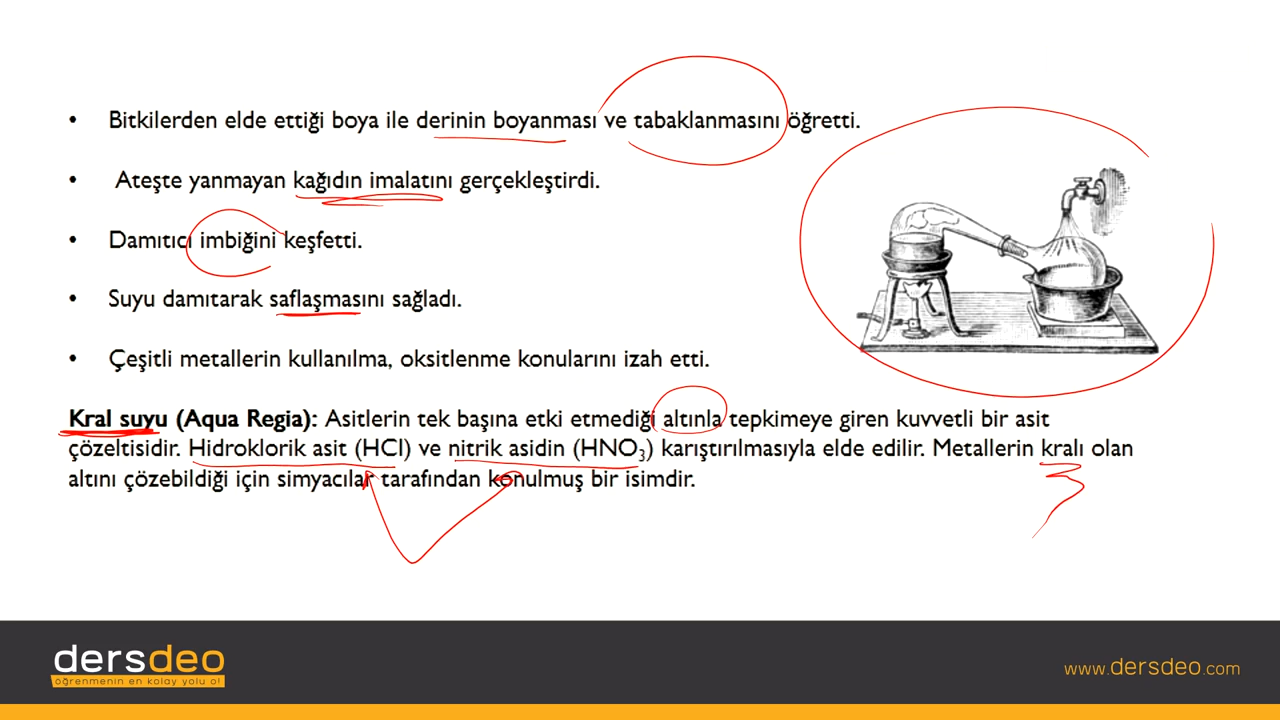 • Bitkilerden elde ettiği boya ile derinin boyanması ve tabaklanmasını öğretti.
• Ateşte yanmayan kağıdın imalatını gerçekleştirdi.
• Damıtıcı imbiğini keşfetti.
• Suyu damıtarak saflaşmasını sağladı.
• Çeşitli metallerin kullanılma, oksitlenme konularını izah etti.
Kral suyu (Aqua Regia): Asitlerin tek başına etki etmediği altınla tepkimeye giren kuvvetli bir asit
çözeltisidir. Hidroklorik asit (HCl) ve nitrik asidin (HNO₃) karıştırılmasıyla elde edilir. Metallerin kralı olan
altını çözebildiği için simyacılar tarafından konulmuş bir isimdir.
dersdeo
öğrenmenin en kolay yolu o!
www.dersdeo.com